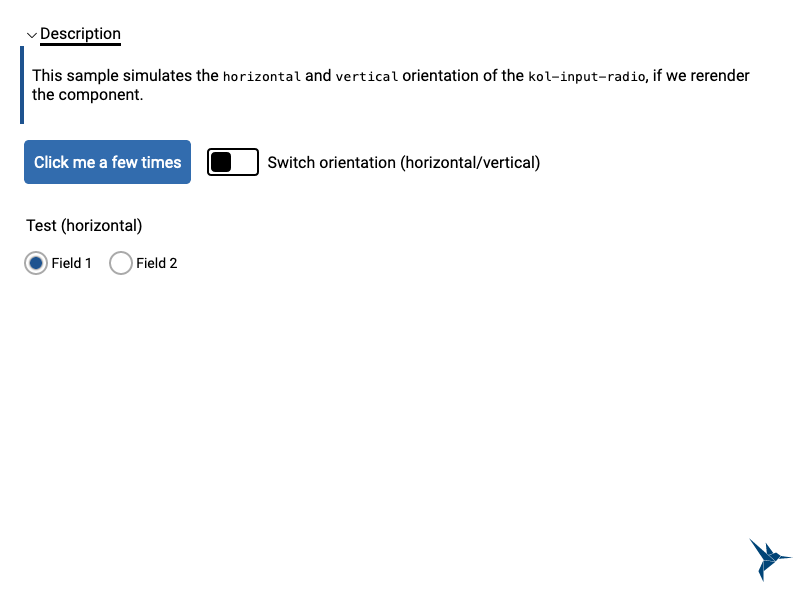 Description
This sample simulates the horizontal and vertical orientation of the kol-input-radio, if we rerender
the component.
Click me a few times
Switch orientation (horizontal/vertical)
Test (horizontal)
Field 1
Field 2